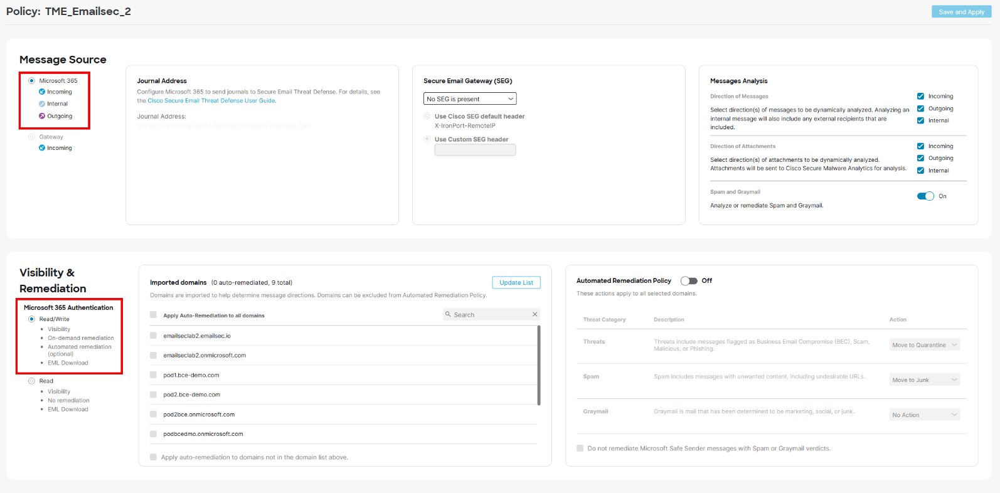 Policy: TME_Emailsec_2
Save and Apply
Message Source
Microsoft 365
Incoming
Internal
Outgoing
Gateway
Incoming
Journal Address
Configure Microsoft 365 to send journals to Secure Email Threat Defense. For details, see
the Cisco Secure Email Threat Defense User Guide.
Journal Address:
Secure Email Gateway (SEG)
No SEG is present
Use Cisco SEG default header
X-IronPort-RemoteIP
Use Custom SEG header
Messages Analysis
Direction of Messages
Select direction(s) of messages to be dynamically analyzed. Analyzing an
internal message will also include any external recipients that are
included.
Incoming
Outgoing
Internal
Direction of Attachments
Select direction(s) of attachments to be dynamically analyzed.
Attachments will be sent to Cisco Secure Malware Analytics for analysis.
Incoming
Outgoing
Internal
Spam and Graymail
Analyze or remediate Spam and Graymail.
On
Visibility &
Remediation
Microsoft 365 Authentication
Read/Write
• Visibility
• On-demand remediation
• Automated remediation
(optional)
• EML Download
Read
• Visibility
• No remediation
• EML Download
Imported domains (0 auto-remediated, 9 total)
Update List
Domains are imported to help determine message directions. Domains can be excluded from Automated Remediation Policy.
Apply Auto-Remediation to all domains
Search
emailseclab2.emailsec.io
emailseclab2.onmicrosoft.com
pod1.bce-demo.com
pod2.bce-demo.com
pod2bce.onmicrosoft.com
podbcedmo.onmicrosoft.com
Apply auto-remediation to domains not in the domain list above.
Automated Remediation Policy Off
These actions apply to all selected domains.
Threat Category Description Action
Threats
Threats include messages flagged as Business Email Compromise (BEC), Scam,
Malicious, or Phishing.
Move to Quarantine
Spam
Spam includes messages with unwanted content, including undesirable URLs.
Move to Junk
Graymail
Graymail is mail that has been determined to be marketing, social, or junk.
No Action
Do not remediate Microsoft Safe Sender messages with Spam or Graymail verdicts.